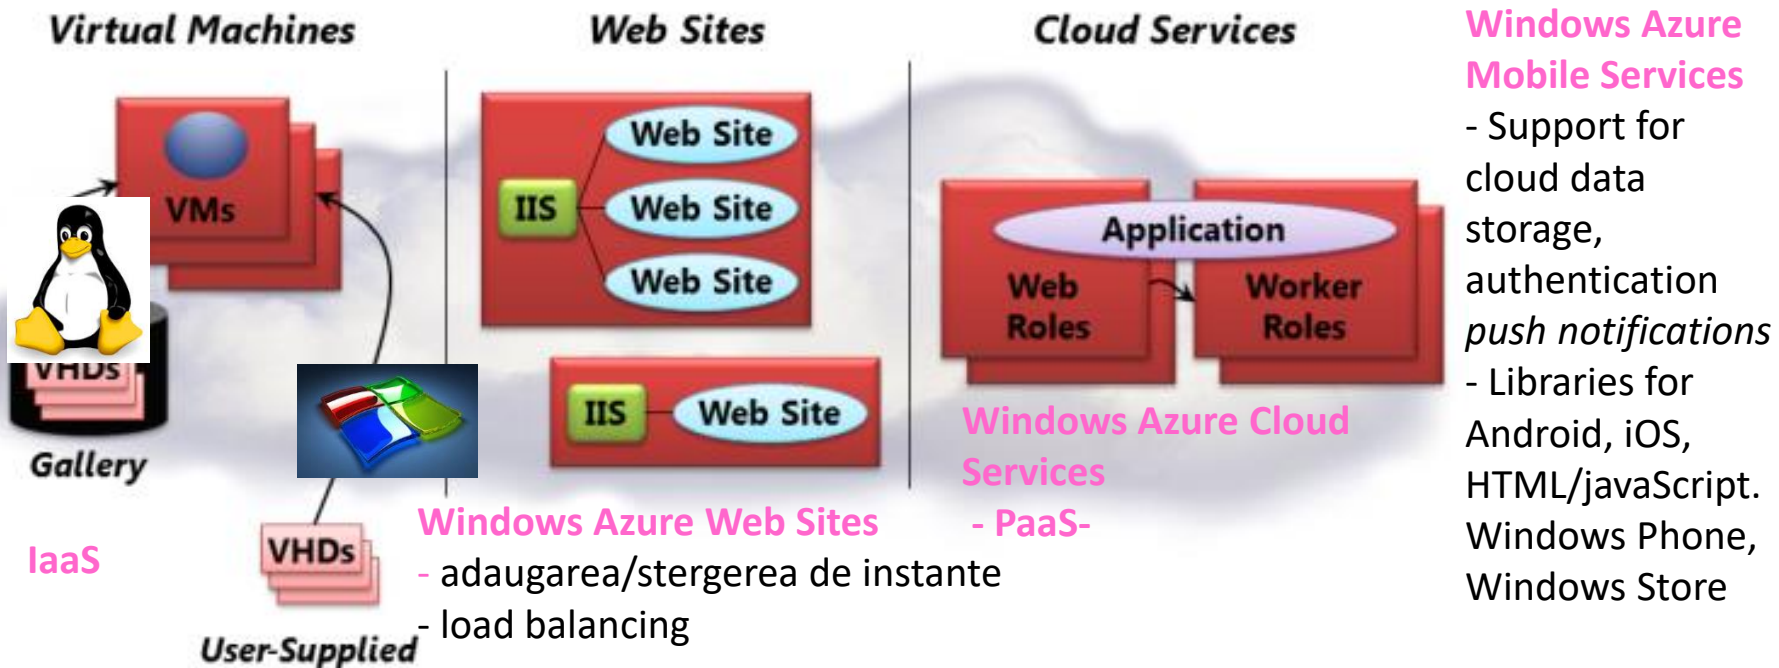 Virtual Machines
VMs
VHDs
Gallery
IaaS
VHDs
User-Supplied
Web Sites
Web Site
IIS
Web Site
Web Site
IIS
Web Site
Windows Azure Web Sites
- adaugarea/stergerea de instante
- load balancing
Cloud Services
Application
Web
Roles
Worker
Roles
Windows Azure Cloud
Services
- PaaS-
Windows Azure
Mobile Services
- Support for
cloud data
storage,
authentication
push notifications
- Libraries for
Android, iOS,
HTML/javaScript.
Windows Phone,
Windows Store